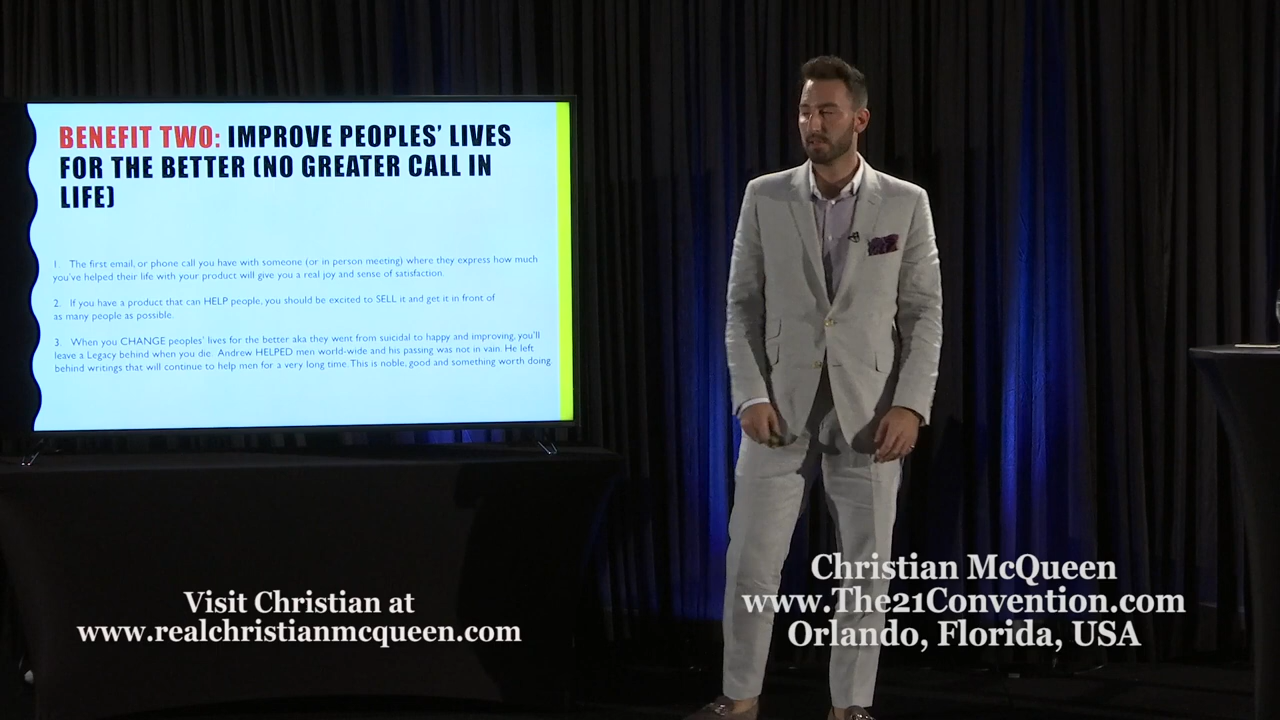 BENEFIT TWO: IMPROVE PEOPLES' LIVES
FOR THE BETTER (NO GREATER CALL IN
LIFE)
1. The first email, or phone call you have with someone (or in person meeting) where they express how much
you've helped their life with your product will give you a real joy and sense of satisfaction.
2. If you have a product that can HELP people, you should be excited to SELL it and get it in front of
as many people as possible.
3. When you CHANGE peoples' lives for the better aka they went from suicidal to happy and improving, you'll
leave a Legacy behind when you die. Andrew HELPED men world-wide and his passing was not in vain. He left
behind writings that will continue to help men for a very long time. This is noble, good and something worth doing
Visit Christian at
www.realchristianmcqueen.com
Christian McQueen
www.The21Convention.com
Orlando, Florida, USA